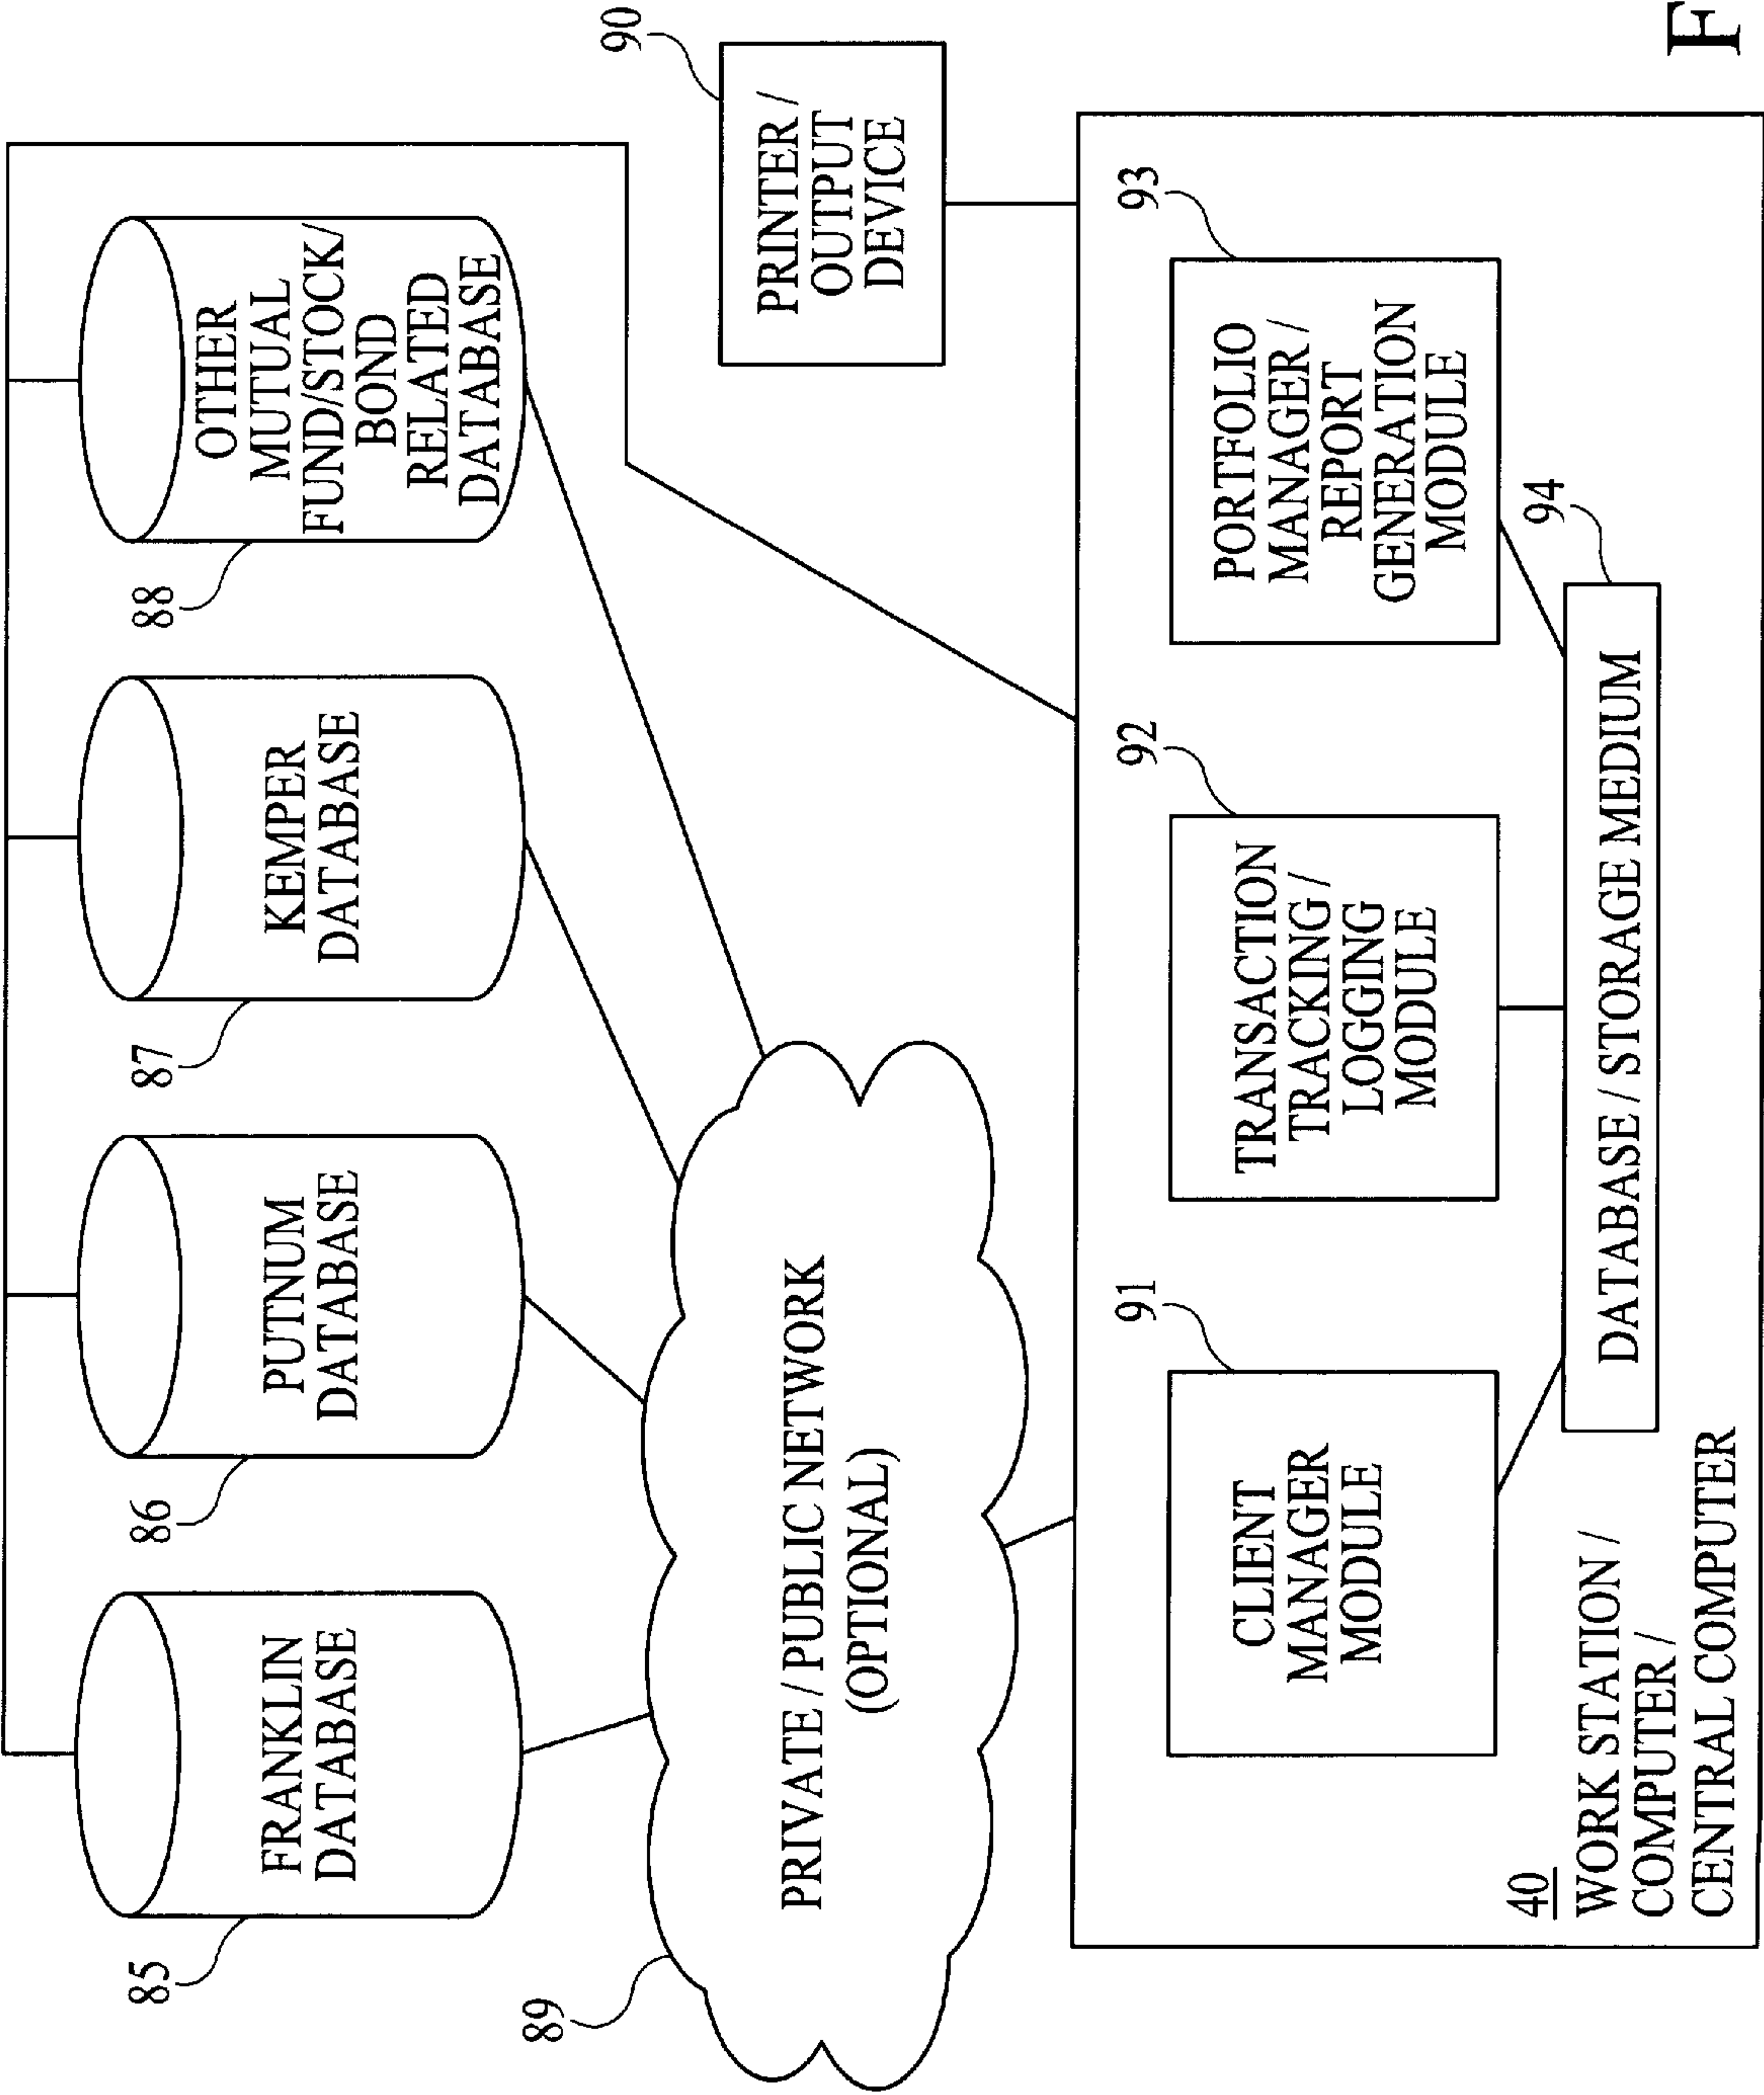 85
FRANKLIN
DATABASE
86
PUTNUM
DATABASE
87
KEMPER
DATABASE
88
OTHER
MUTUAL
FUND/STOCK/
BOND
RELATED
DATABASE
89
PRIVATE / PUBLIC NETWORK
(OPTIONAL)
90
PRINTER /
OUTPUT
DEVICE
91
CLIENT
MANAGER
MODULE
92
TRANSACTION
TRACKING /
LOGGING
MODULE
93
PORTFOLIO
MANAGER /
REPORT
GENERATION
MODULE
94
DATABASE / STORAGE MEDIUM
40
WORK STATION /
COMPUTER /
CENTRAL COMPUTER
F